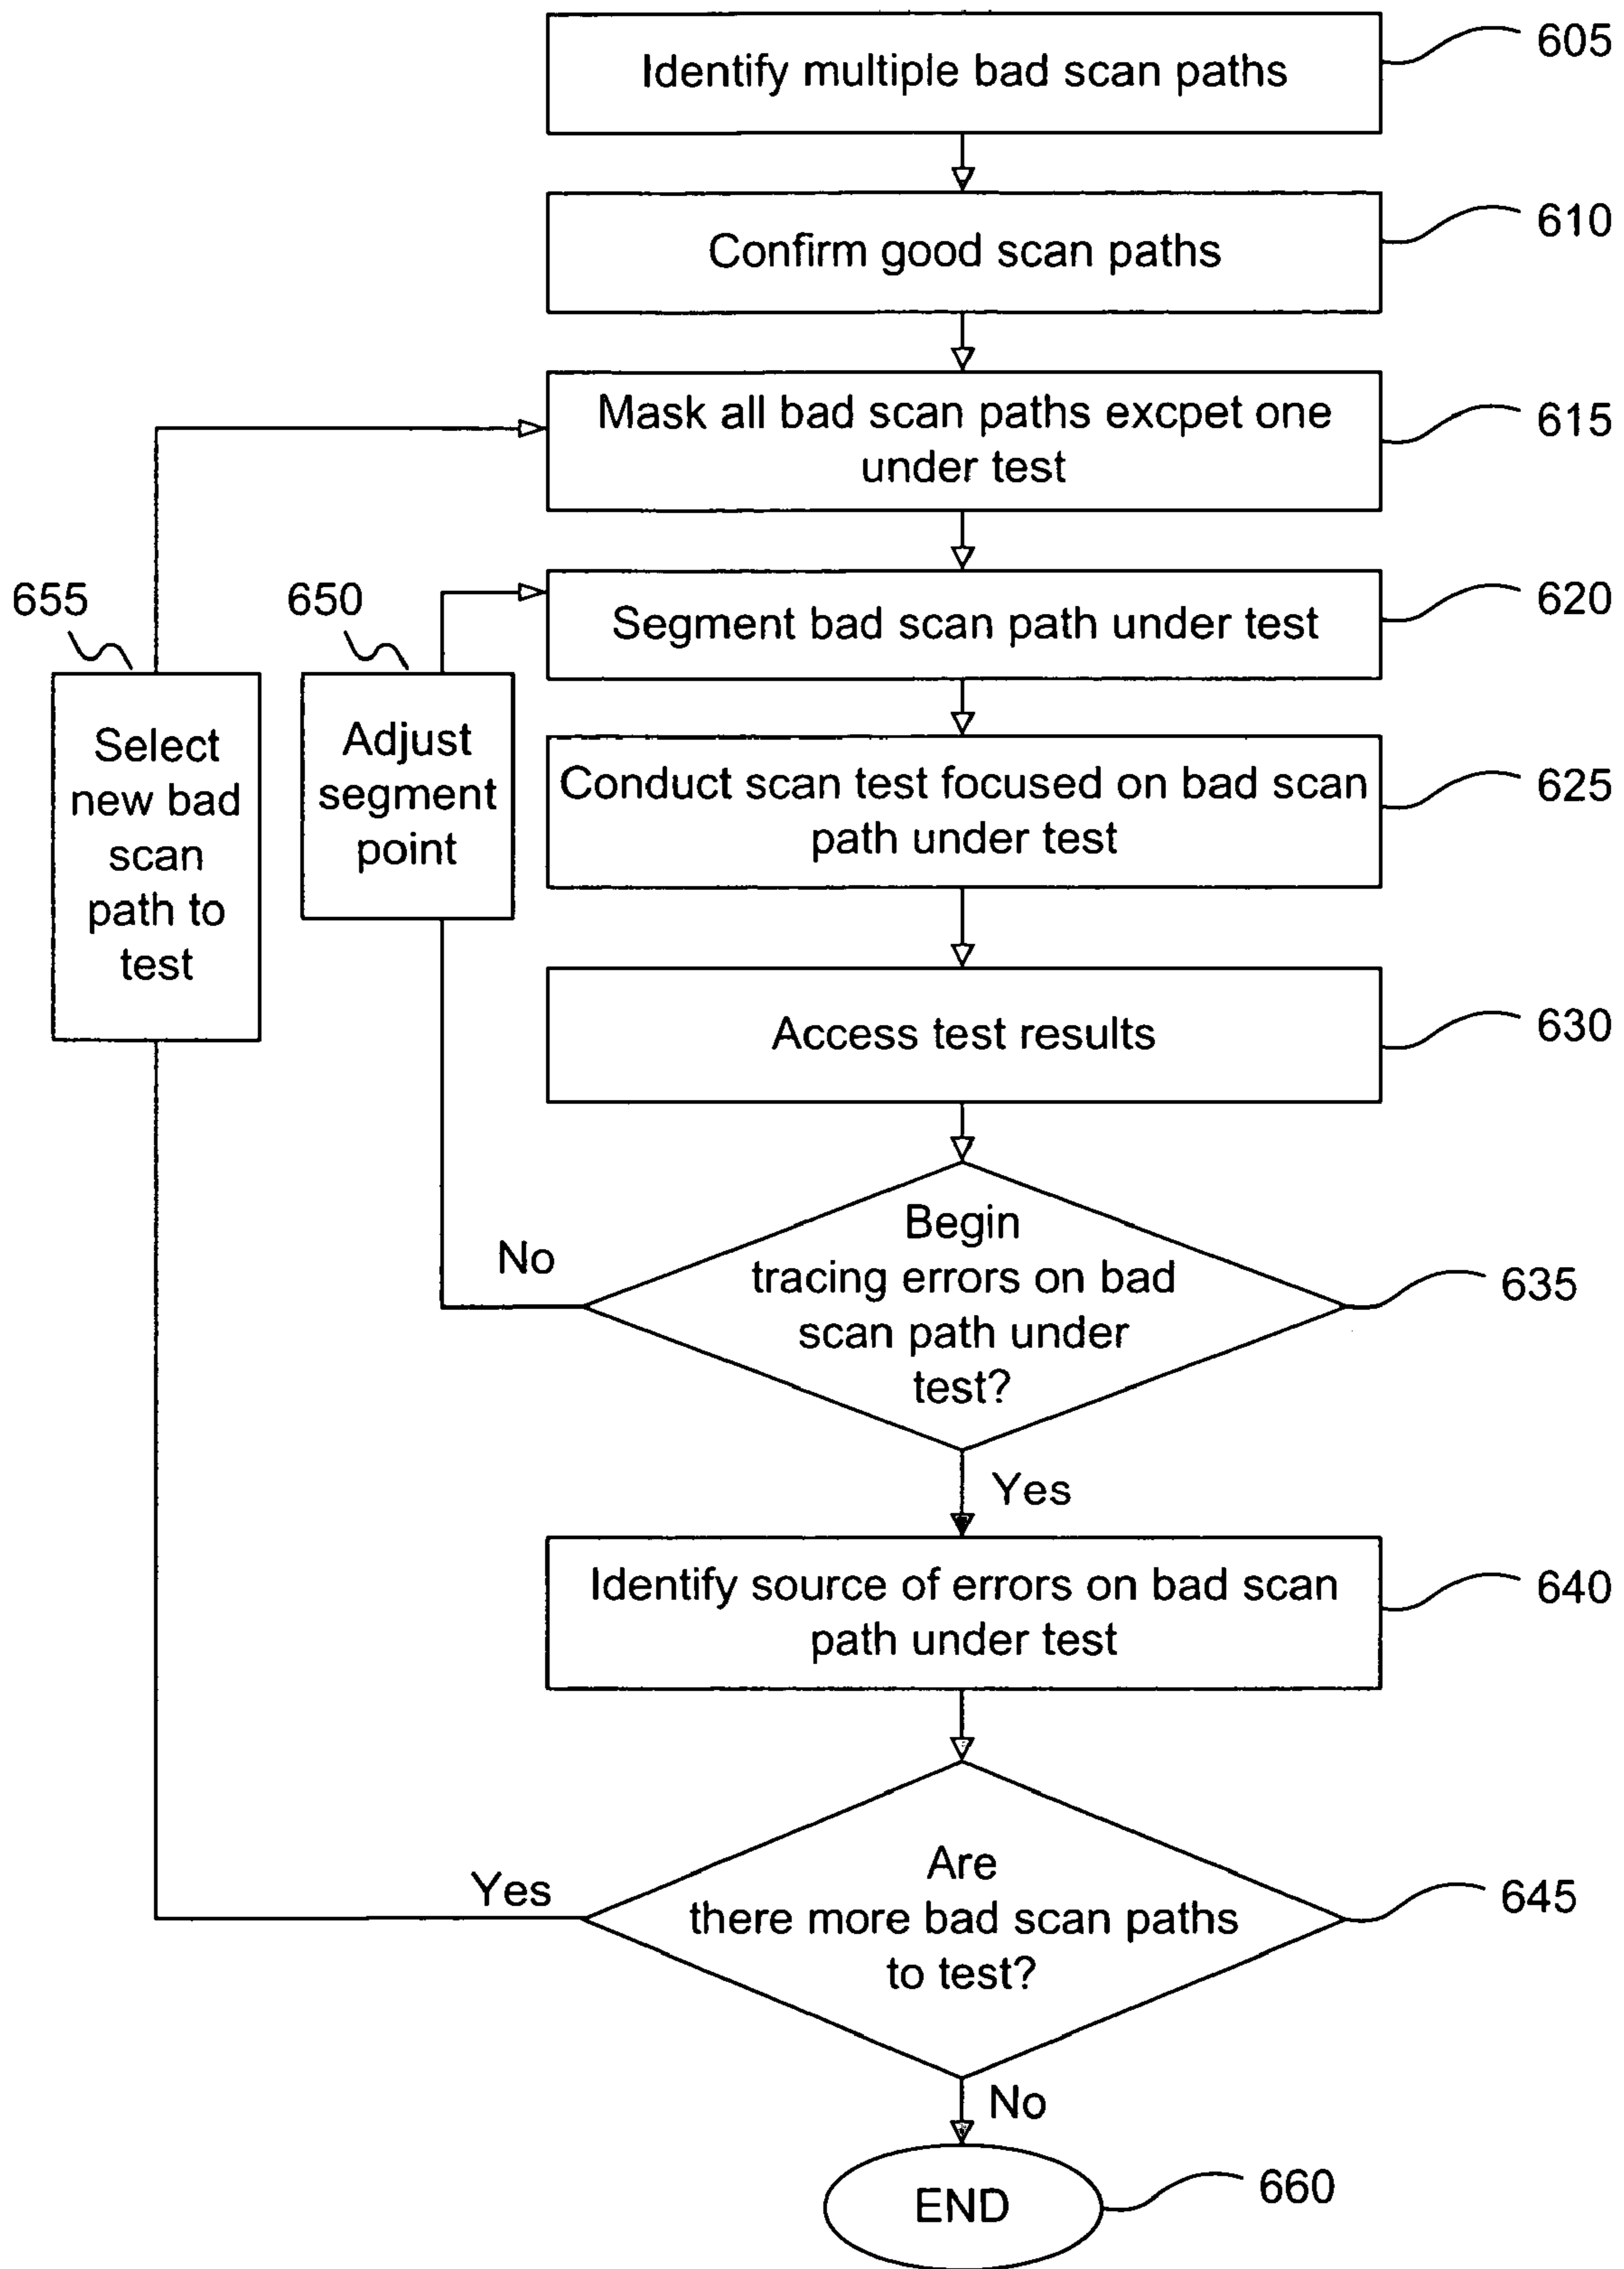 Identify multiple bad scan paths
605
Confirm good scan paths
610
Mask all bad scan paths excpet one
under test
615
Segment bad scan path under test
620
655
650
Select
new bad
scan
path to
test
Adjust
segment
point
Conduct scan test focused on bad scan
path under test
625
Access test results
630
Begin
tracing errors on bad
scan path under
test?
635
No
Yes
Identify source of errors on bad scan
path under test
640
Are
there more bad scan paths
to test?
645
Yes
No
END
660